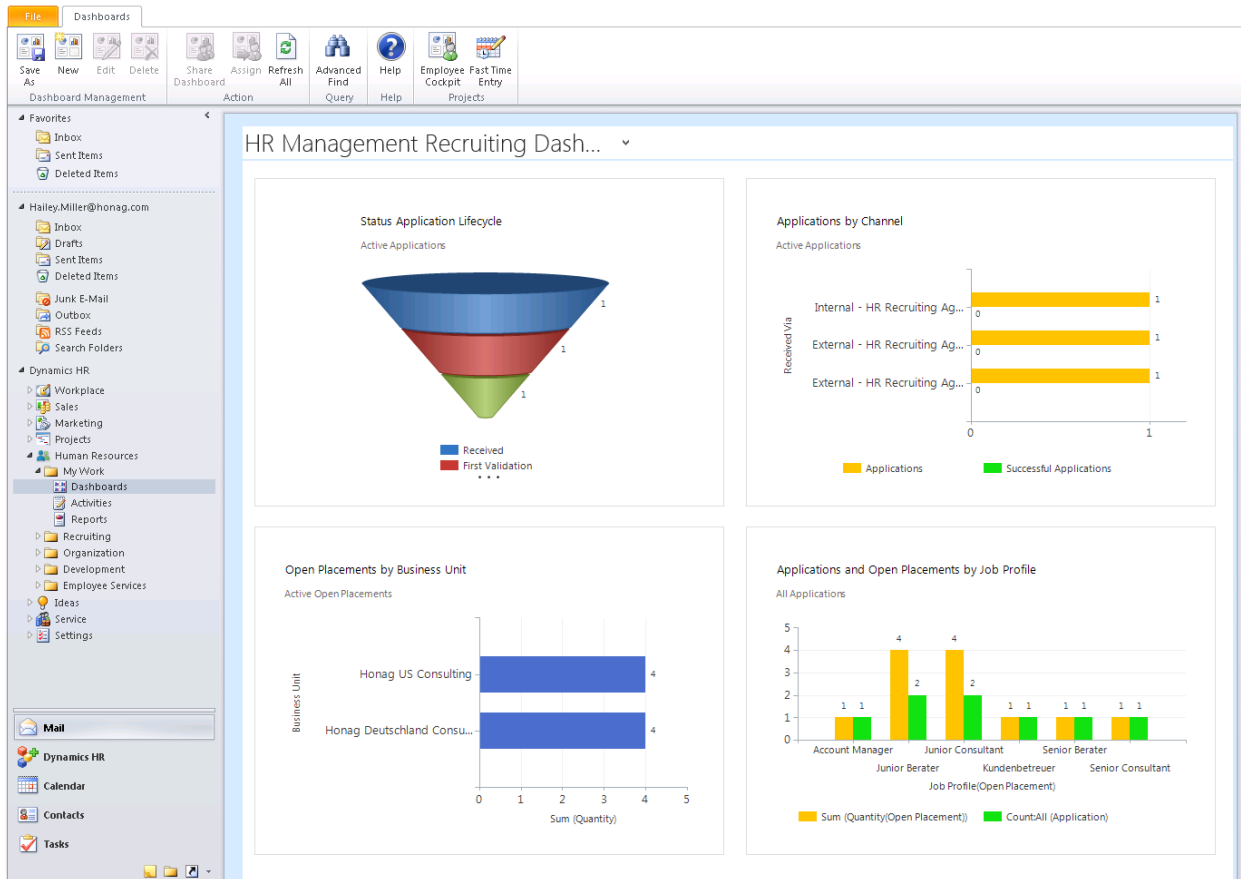 File Dashboards
Save As New Edit Delete Share Dashboard Assign Refresh All Advanced Find Help Employee Cockpit Fast Time Entry
Dashboard Management Action Query Help Projects
Favorites
Inbox
Sent Items
Deleted Items
Hailey.Miller@honag.com
Inbox
Drafts
Sent Items
Deleted Items
Junk E-Mail
Outbox
RSS Feeds
Search Folders
Dynamics HR
Workplace
Sales
Marketing
Projects
Human Resources
My Work
Dashboards
Activities
Reports
Recruiting
Organization
Development
Employee Services
Ideas
Service
Settings
Mail
Dynamics HR
Calendar
Contacts
Tasks
HR Management Recruiting Dash...
Status Application Lifecycle
Active Applications
1
1
1
Received
First Validation
Applications by Channel
Active Applications
Received Via
Internal - HR Recruiting Ag... 1
0
External - HR Recruiting Ag... 1
0
External - HR Recruiting Ag... 1
0
0 1
Applications Successful Applications
Open Placements by Business Unit
Active Open Placements
Business Unit
Honag US Consulting 4
Honag Deutschland Consu... 4
0 1 2 3 4 5
Sum (Quantity)
Applications and Open Placements by Job Profile
All Applications
5
4
3
2
1
0
1 1 4 2 4 2 1 1 1 1 1 1
Account Manager Junior Consultant Senior Berater
Junior Berater Kundenbetreuer Senior Consultant
Job Profile(Open Placement)
Sum (Quantity(Open Placement)) Count:All (Application)